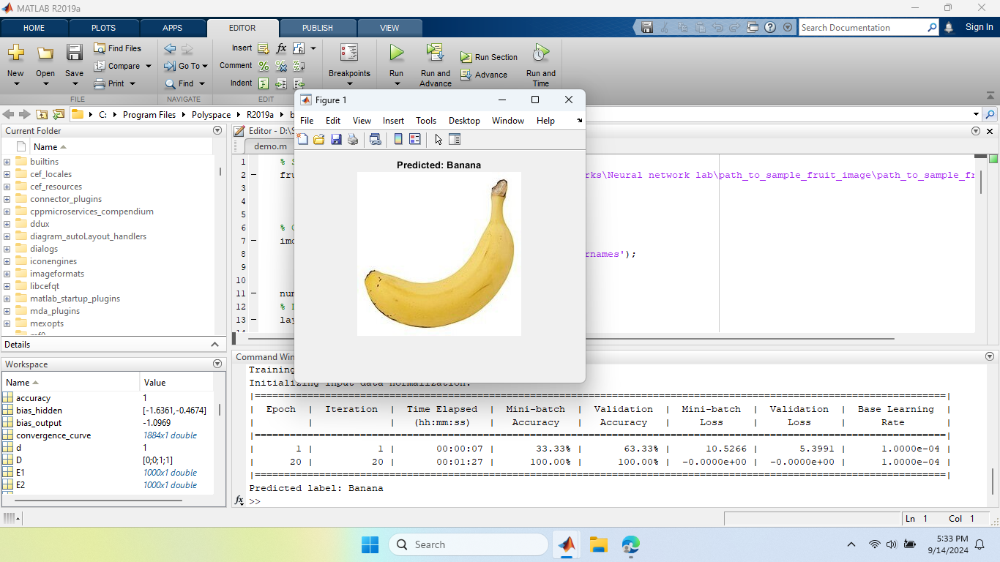 MATLAB R2019a
HOME PLOTS APPS EDITOR PUBLISH VIEW
Search Documentation Sign In
New Open Save Find Files Compare Print
Go To Find
Insert fx
Comment
Indent
Breakpoints Run Run and Advance Run Section Advance Run and Time
FILE NAVIGATE EDIT
C: Program Files Polyspace R2019a b
Current Folder
Name
builtins
cef_locales
cef_resources
connector_plugins
cppmicroservices_compendium
ddux
diagram_autoLayout_handlers
dialogs
iconengines
imageformats
libcefqt
matlab_startup_plugins
mda_plugins
mexopts
Details
Workspace
Name Value
accuracy 1
bias_hidden [-1.6361,-0.4674]
bias_output -1.0969
convergence_curve 1884x1 double
d 1
D [0;0;1;1]
E1 1000x1 double
E2 1000x1 double
Editor - D:\S
demo.m
1 % S
2 fru rks\Neural network lab\path_to_sample_fruit_image\path_to_sample_fr
3
4
5
6 %
7 imd
8 rnames');
9
10
11 num
12 %
13 lay
Figure 1
File Edit View Insert Tools Desktop Window Help
Predicted: Banana
Command Win
Training
Initializing input data normalization.
| Epoch | Iteration | Time Elapsed | Mini-batch | Validation | Mini-batch | Validation | Base Learning |
| | | (hh:mm:ss) | Accuracy | Accuracy | Loss | Loss | Rate |
| 1 | 1 | 00:00:07 | 33.33% | 63.33% | 10.5266 | 5.3991 | 1.0000e-04 |
| 20 | 20 | 00:01:27 | 100.00% | 100.00% | -0.0000e+00 | -0.0000e+00 | 1.0000e-04 |
Predicted label: Banana
fx >>
Ln 1 Col 1
Search
5:33 PM
9/14/2024